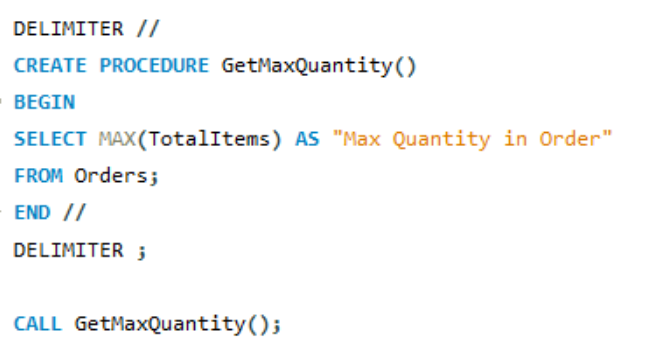 DELIMITER //
CREATE PROCEDURE GetMaxQuantity()
BEGIN
SELECT MAX(TotalItems) AS "Max Quantity in Order"
FROM Orders;
END //
DELIMITER ;
CALL GetMaxQuantity();